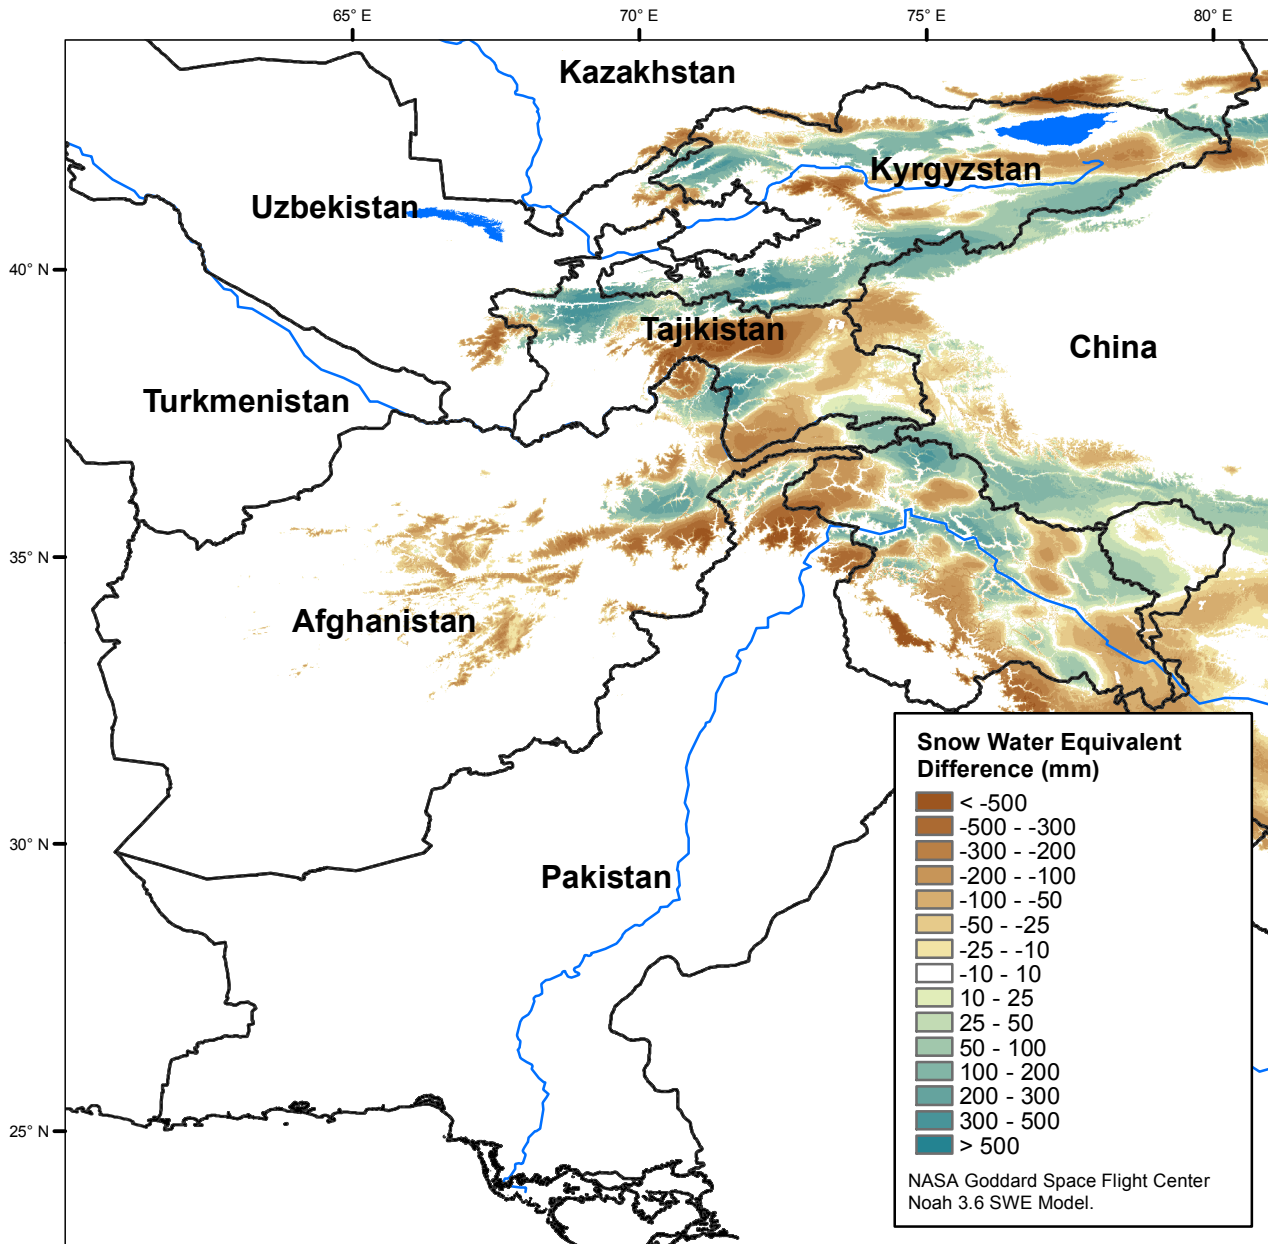 65° E
70° E
75° E
80° E
Kazakhstan
Kyrgyzstan
Uzbekistan
40° N
Tajikistan
China
Turkmenistan
35° N
Afghanistan
30° N
Pakistan
25° N
Snow Water Equivalent
Difference (mm)
< -500
-500 - -300
-300 - -200
-200 - -100
-100 - -50
-50 - -25
-25 - -10
-10 - 10
10 - 25
25 - 50
50 - 100
100 - 200
200 - 300
300 - 500
> 500
NASA Goddard Space Flight Center
Noah 3.6 SWE Model.